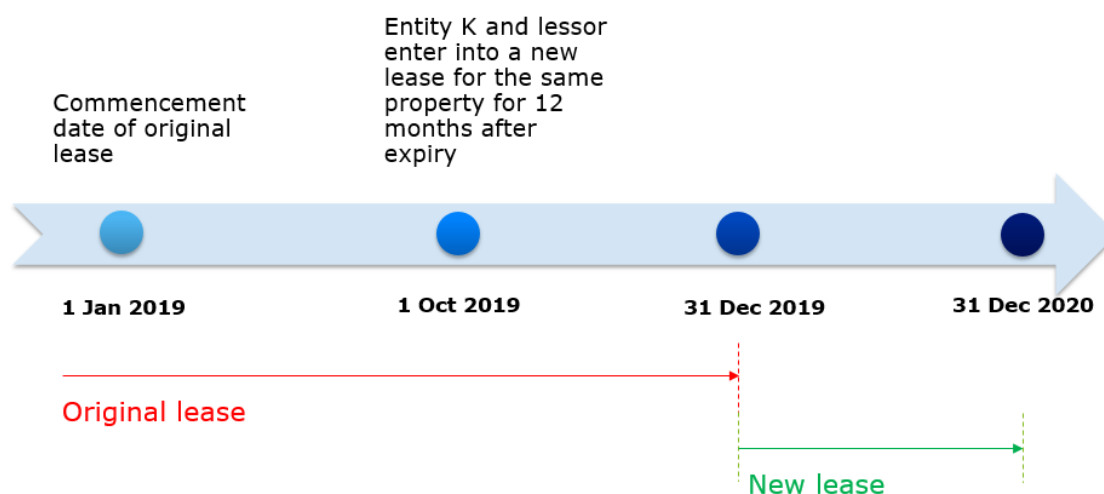 Commencement
date of original
lease
Entity K and lessor
enter into a new
lease for the same
property for 12
months after
expiry
1 Jan 2019
1 Oct 2019
31 Dec 2019
31 Dec 2020
Original lease
New lease